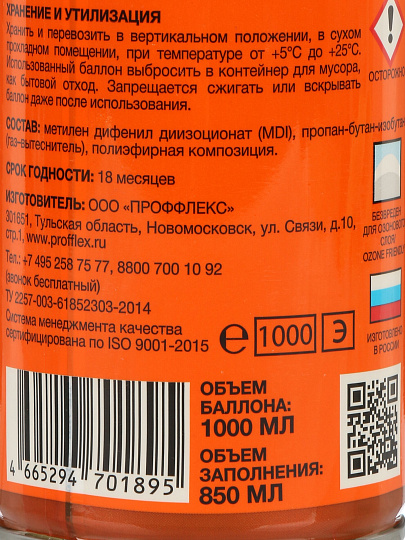 ХРАНЕНИЕ И УТИЛИЗАЦИЯ
Хранить и перевозить в вертикальном положении, в сухом
прохладном помещении, при температуре от +5°С до +25°С.
Использованный баллон выбросить в контейнер для мусора,
как бытовой отход. Запрещается сжигать или вскрывать
баллон даже после использования.
СОСТАВ: метилен дифенил диизоционат (MDI), пропан-бутан-изобутан
(газ-вытеснитель), полиэфирная композиция.
СРОК ГОДНОСТИ: 18 месяцев
ИЗГОТОВИТЕЛЬ: ООО «ПРОФФЛЕКС»
301651, Тульская область, Новомосковск, ул. Связи, д.10,
стр.1, www.profflex.ru
Тел.: +7 495 258 75 77, 8800 700 10 92
(звонок бесплатный)
ТУ 2257-003-61852303-2014
Система менеджмента качества
сертифицирована по ISO 9001-2015
℮ 1000 Э
ОСТОРОЖНО
БЕЗВРЕДЕН
ДЛЯ ОЗОНОВОГО
СЛОЯ
OZONE FRIENDLY
ИЗГОТОВЛЕНО
В РОССИИ
4 665294 701895
ОБЪЕМ
БАЛЛОНА:
1000 МЛ
ОБЪЕМ
ЗАПОЛНЕНИЯ:
850 МЛ